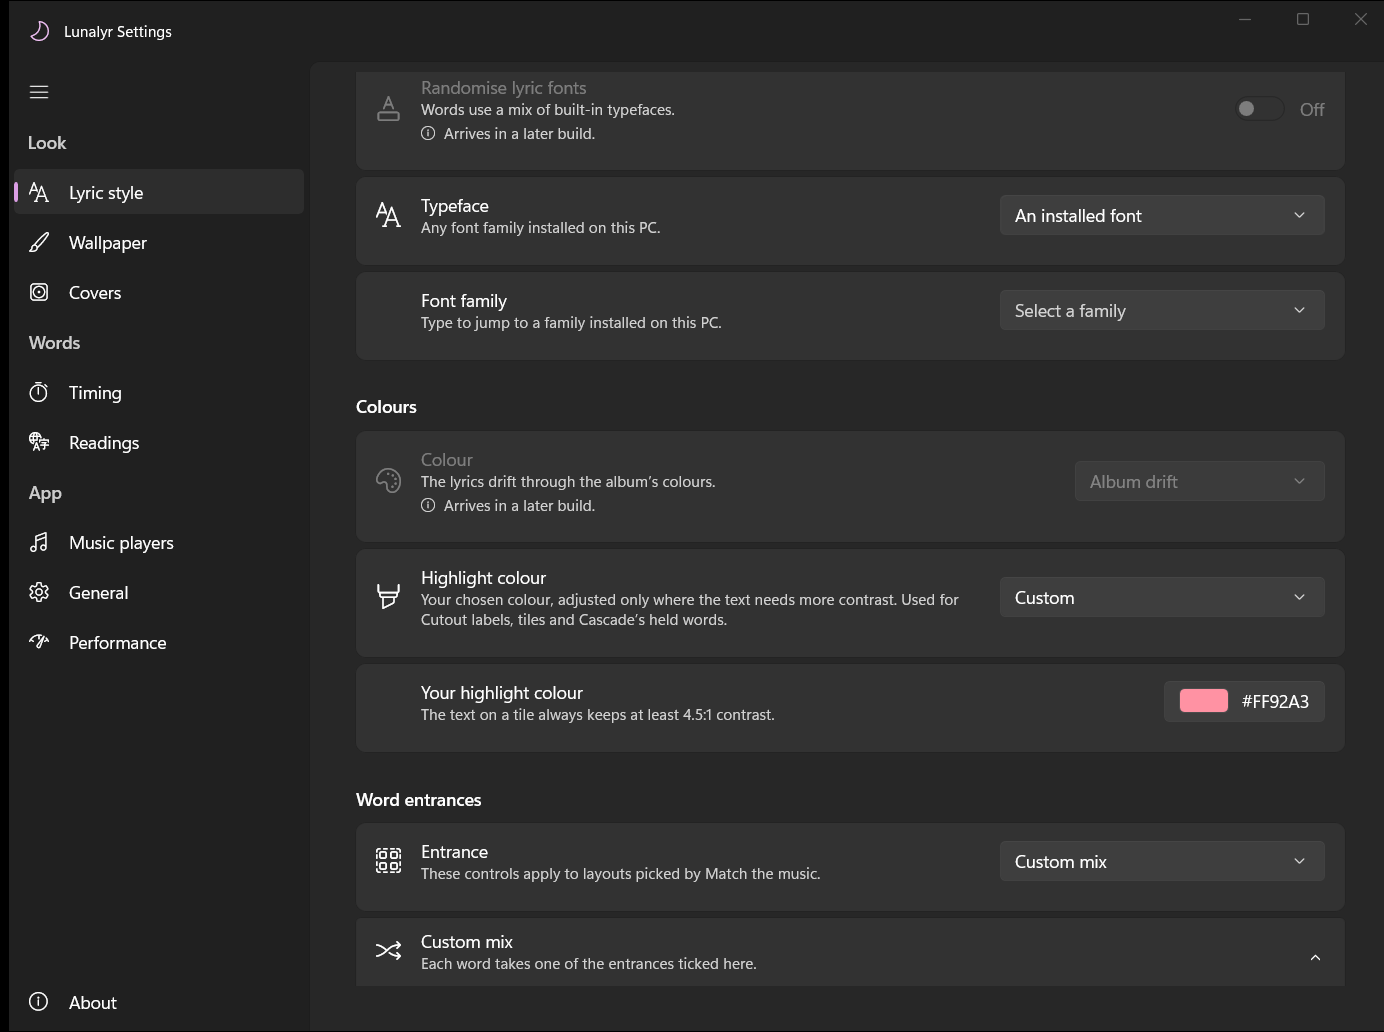 Lunalyr Settings
Look
Lyric style
Wallpaper
Covers
Words
Timing
Readings
App
Music players
General
Performance
About
Randomise lyric fonts
Words use a mix of built-in typefaces.
Arrives in a later build.
Off
Typeface
Any font family installed on this PC.
An installed font
Font family
Type to jump to a family installed on this PC.
Select a family
Colours
Colour
The lyrics drift through the album’s colours.
Arrives in a later build.
Album drift
Highlight colour
Your chosen colour, adjusted only where the text needs more contrast. Used for
Cutout labels, tiles and Cascade’s held words.
Custom
Your highlight colour
The text on a tile always keeps at least 4.5:1 contrast.
#FF92A3
Word entrances
Entrance
These controls apply to layouts picked by Match the music.
Custom mix
Custom mix
Each word takes one of the entrances ticked here.